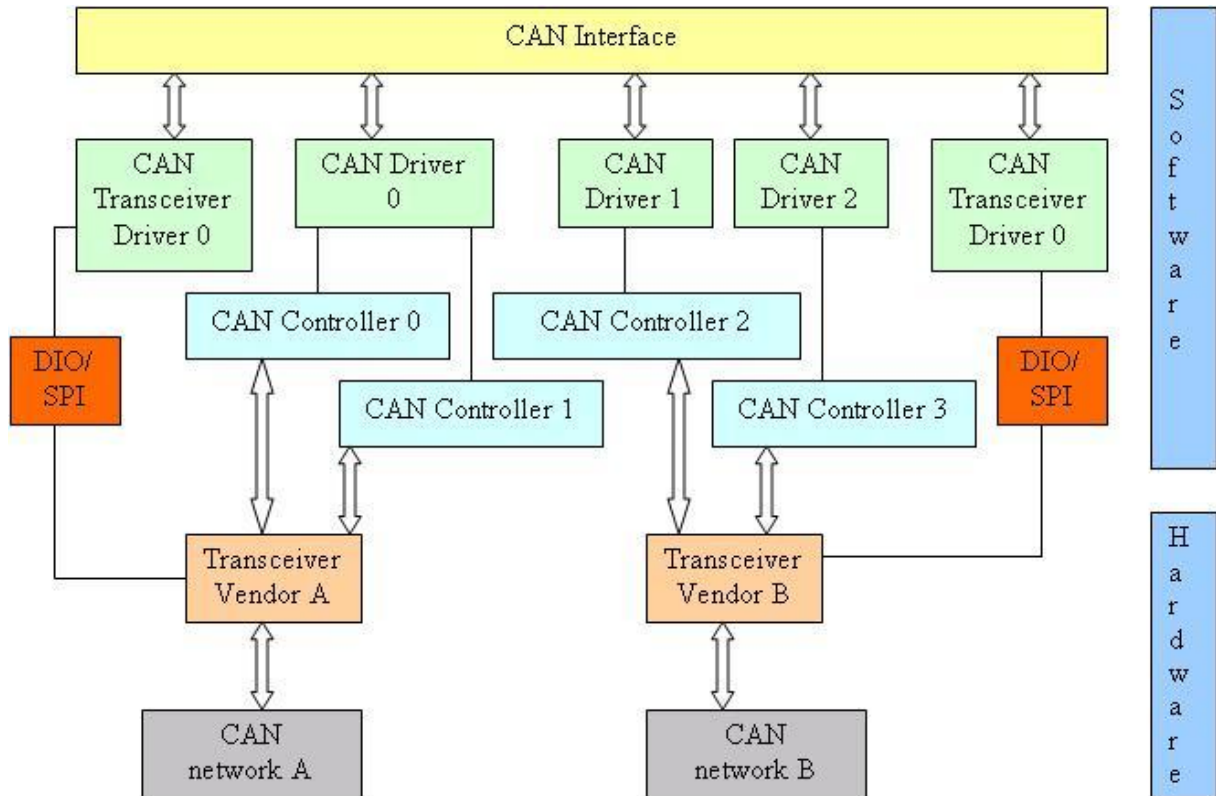 CAN Interface
CAN
Transceiver
Driver 0
CAN Driver
0
CAN
Driver 1
CAN
Driver 2
CAN
Transceiver
Driver 0
CAN Controller 0
CAN Controller 2
DIO/
SPI
DIO/
SPI
CAN Controller 1
CAN Controller 3
Transceiver
Vendor A
Transceiver
Vendor B
CAN
network A
CAN
network B
S
o
f
t
w
a
r
e
H
a
r
d
w
a
r
e